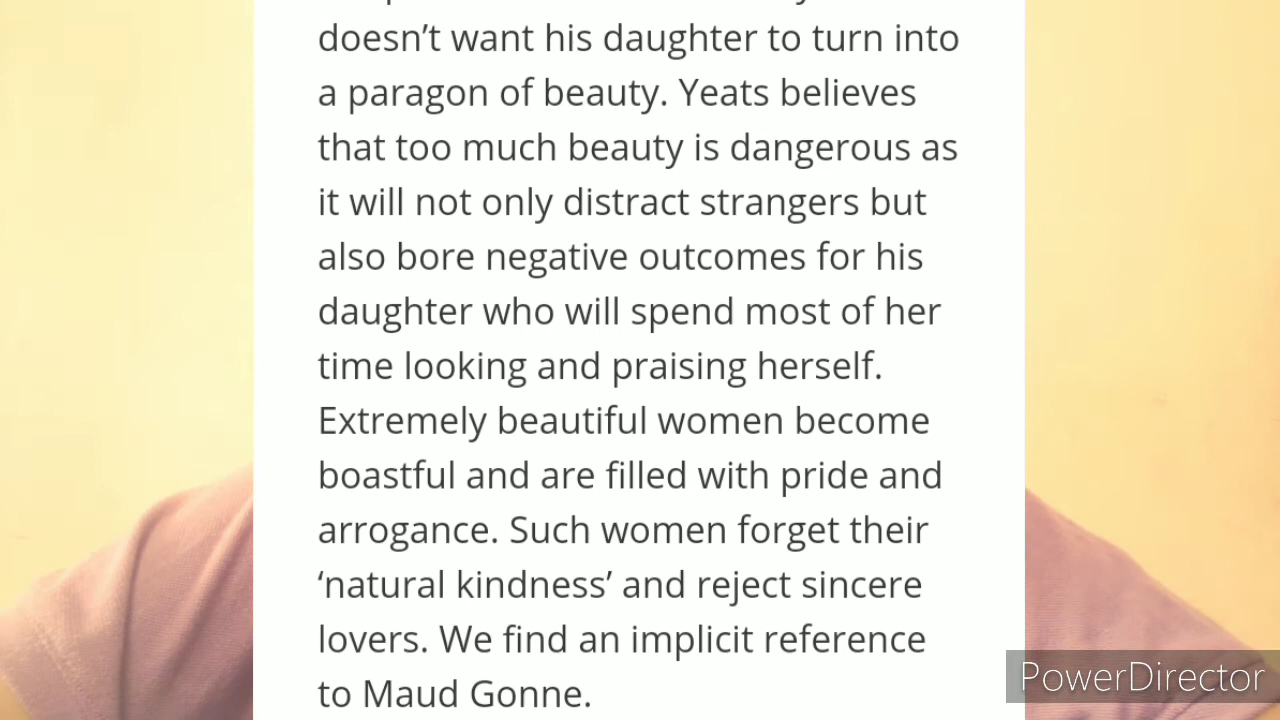 doesn’t want his daughter to turn into
a paragon of beauty. Yeats believes
that too much beauty is dangerous as
it will not only distract strangers but
also bore negative outcomes for his
daughter who will spend most of her
time looking and praising herself.
Extremely beautiful women become
boastful and are filled with pride and
arrogance. Such women forget their
‘natural kindness’ and reject sincere
lovers. We find an implicit reference
to Maud Gonne.
PowerDirector